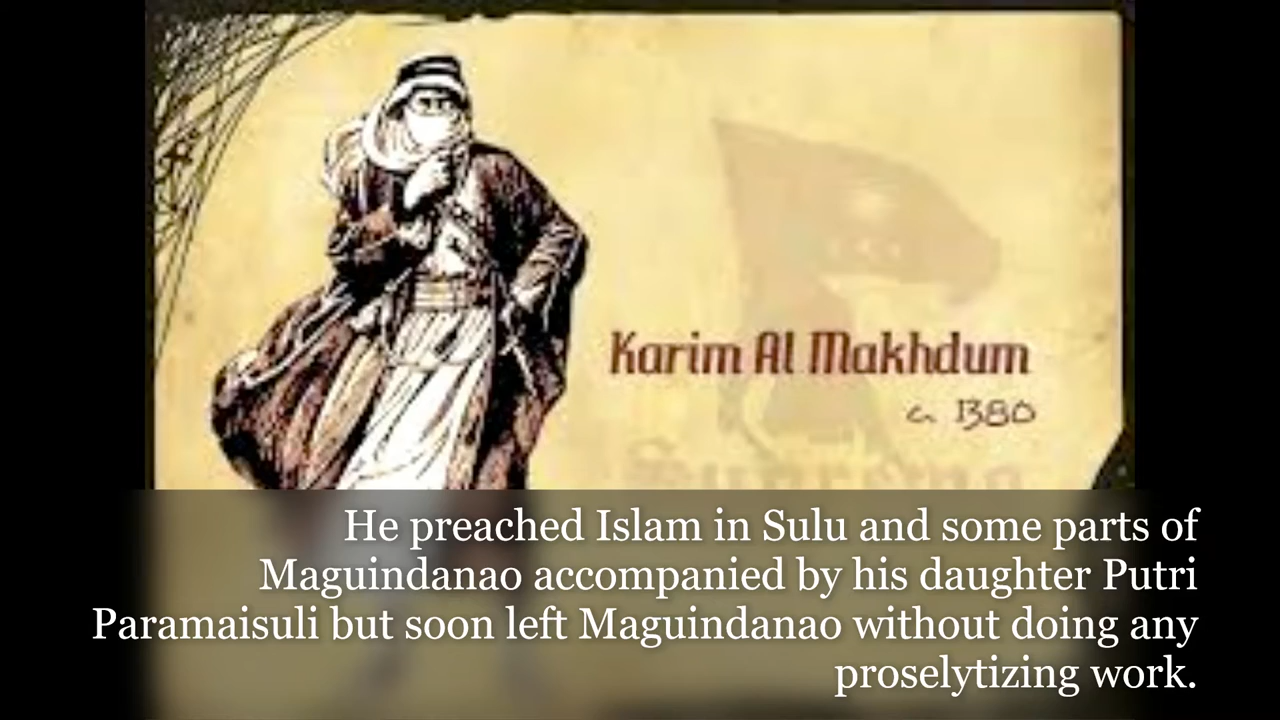 Karim Al Makhdum
c. 1380
He preached Islam in Sulu and some parts of
Maguindanao accompanied by his daughter Putri
Paramaisuli but soon left Maguindanao without doing any
proselytizing work.